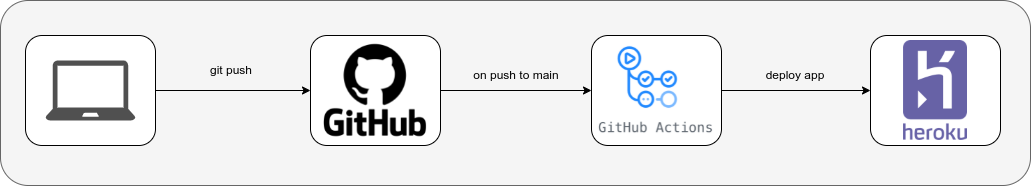 git push
GitHub
on push to main
GitHub Actions
deploy app
heroku